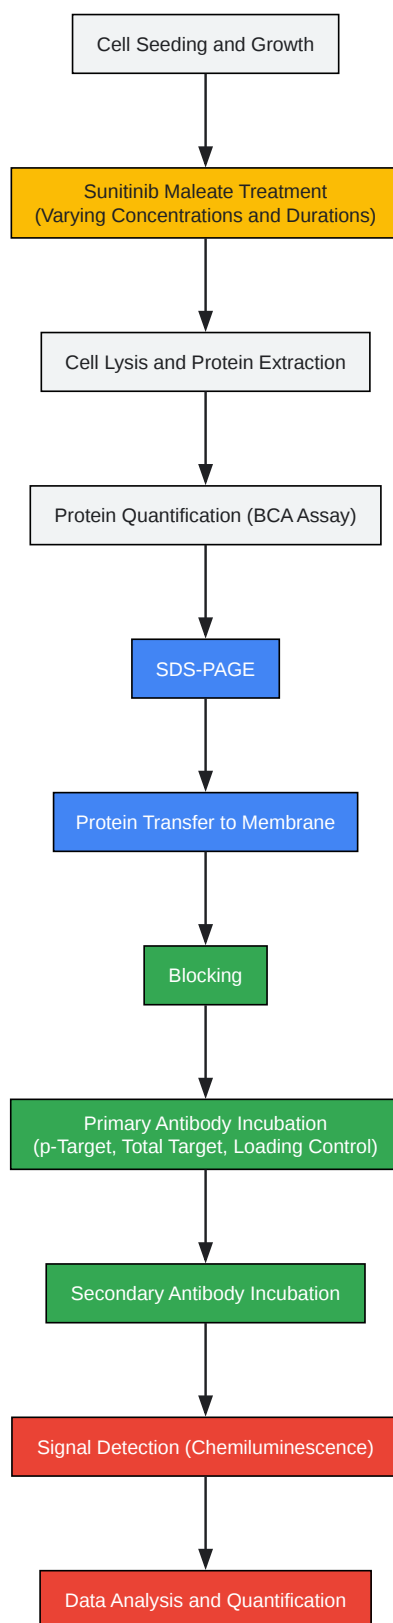 Cell Seeding and Growth
Sunitinib Maleate Treatment
(Varying Concentrations and Durations)
Cell Lysis and Protein Extraction
Protein Quantification (BCA Assay)
SDS-PAGE
Protein Transfer to Membrane
Blocking
Primary Antibody Incubation
(p-Target, Total Target, Loading Control)
Secondary Antibody Incubation
Signal Detection (Chemiluminescence)
Data Analysis and Quantification